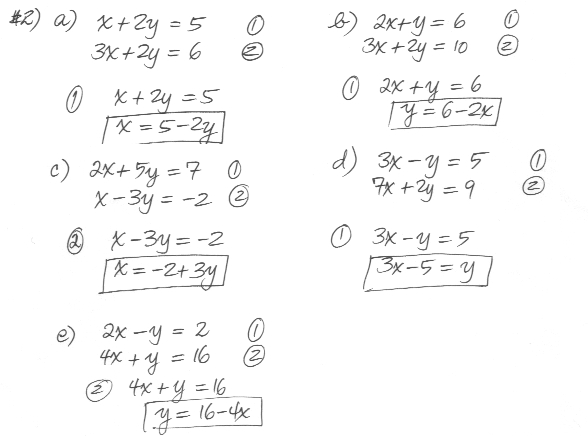 #2) a) x + 2y = 5 ①
3x + 2y = 6 ②
① x + 2y = 5
x = 5 - 2y
b) 2x + y = 6 ①
3x + 2y = 10 ②
① 2x + y = 6
y = 6 - 2x
c) 2x + 5y = 7 ①
x - 3y = -2 ②
② x - 3y = -2
x = -2 + 3y
d) 3x - y = 5 ①
7x + 2y = 9 ②
① 3x - y = 5
3x - 5 = y
e) 2x - y = 2 ①
4x + y = 16 ②
② 4x + y = 16
y = 16 - 4x